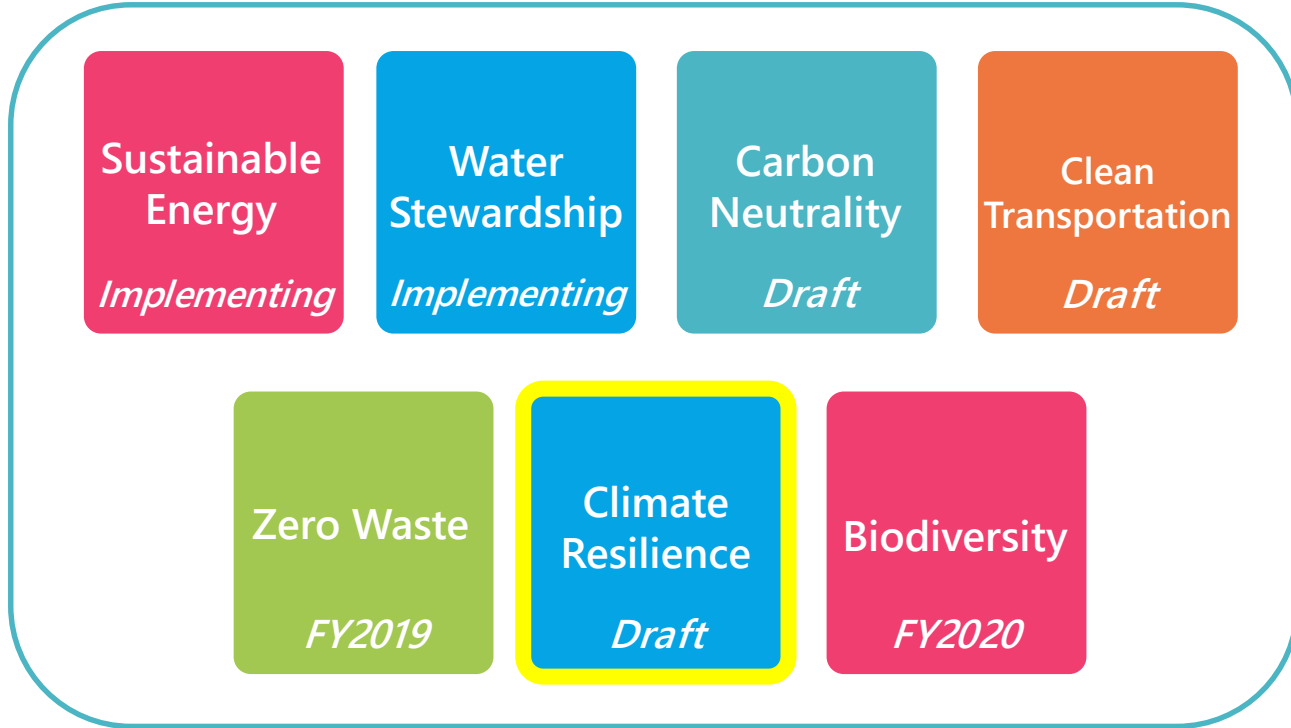 Sustainable
Energy
Implementing
Water
Stewardship
Implementing
Carbon
Neutrality
Draft
Clean
Transportation
Draft
Zero Waste
FY2019
Climate
Resilience
Draft
Biodiversity
FY2020